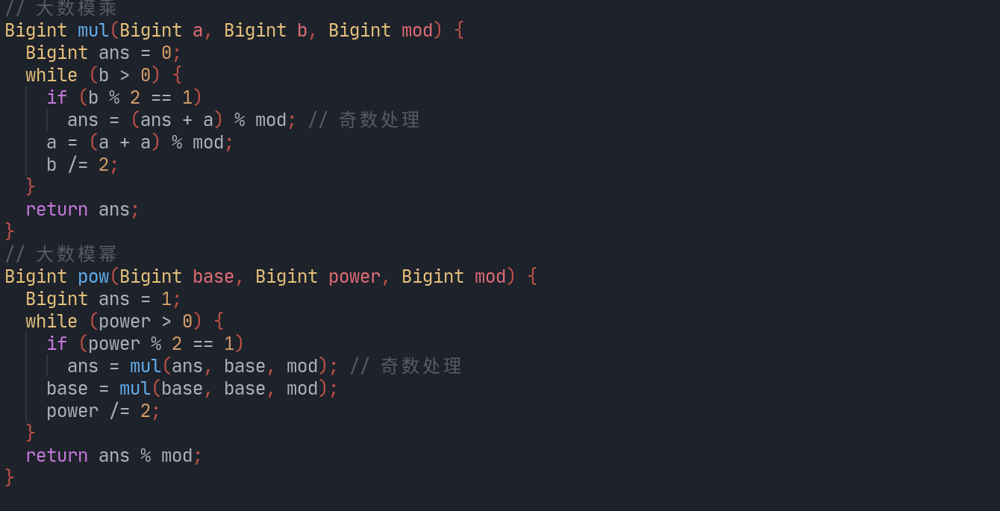 // 大数模乘
Bigint mul(Bigint a, Bigint b, Bigint mod) {
  Bigint ans = 0;
  while (b > 0) {
    if (b % 2 == 1)
      ans = (ans + a) % mod; // 奇数处理
    a = (a + a) % mod;
    b /= 2;
  }
  return ans;
}
// 大数模幂
Bigint pow(Bigint base, Bigint power, Bigint mod) {
  Bigint ans = 1;
  while (power > 0) {
    if (power % 2 == 1)
      ans = mul(ans, base, mod); // 奇数处理
    base = mul(base, base, mod);
    power /= 2;
  }
  return ans % mod;
}